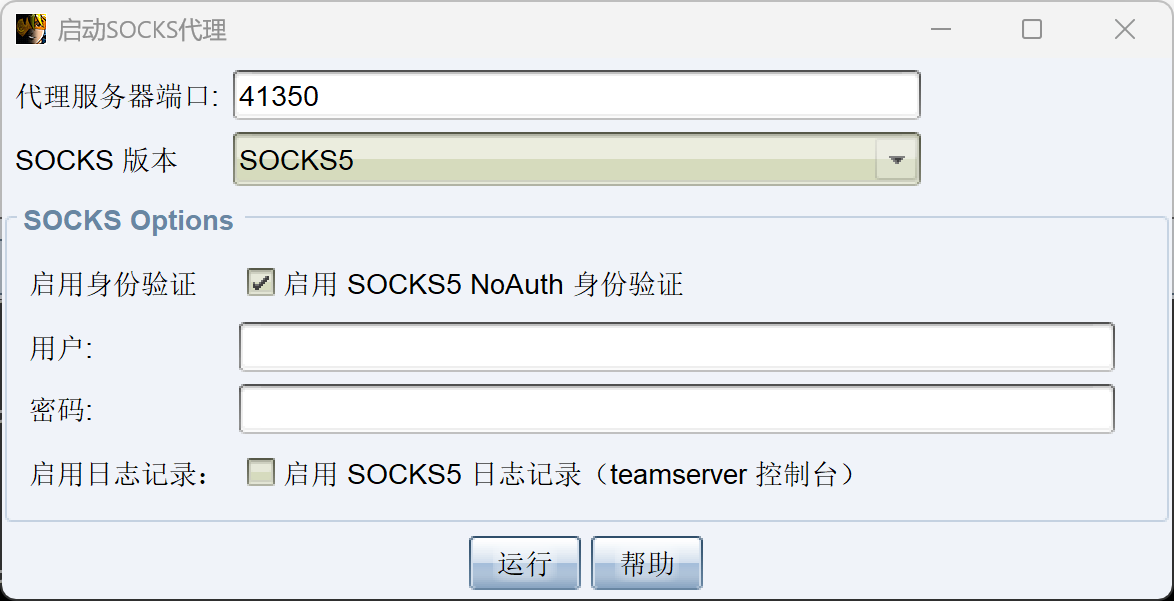 启动SOCKS代理
代理服务器端口: 41350
SOCKS 版本 SOCKS5
SOCKS Options
启用身份验证 启用 SOCKS5 NoAuth 身份验证
用户:
密码:
启用日志记录： 启用 SOCKS5 日志记录（teamserver 控制台）
运行 帮助